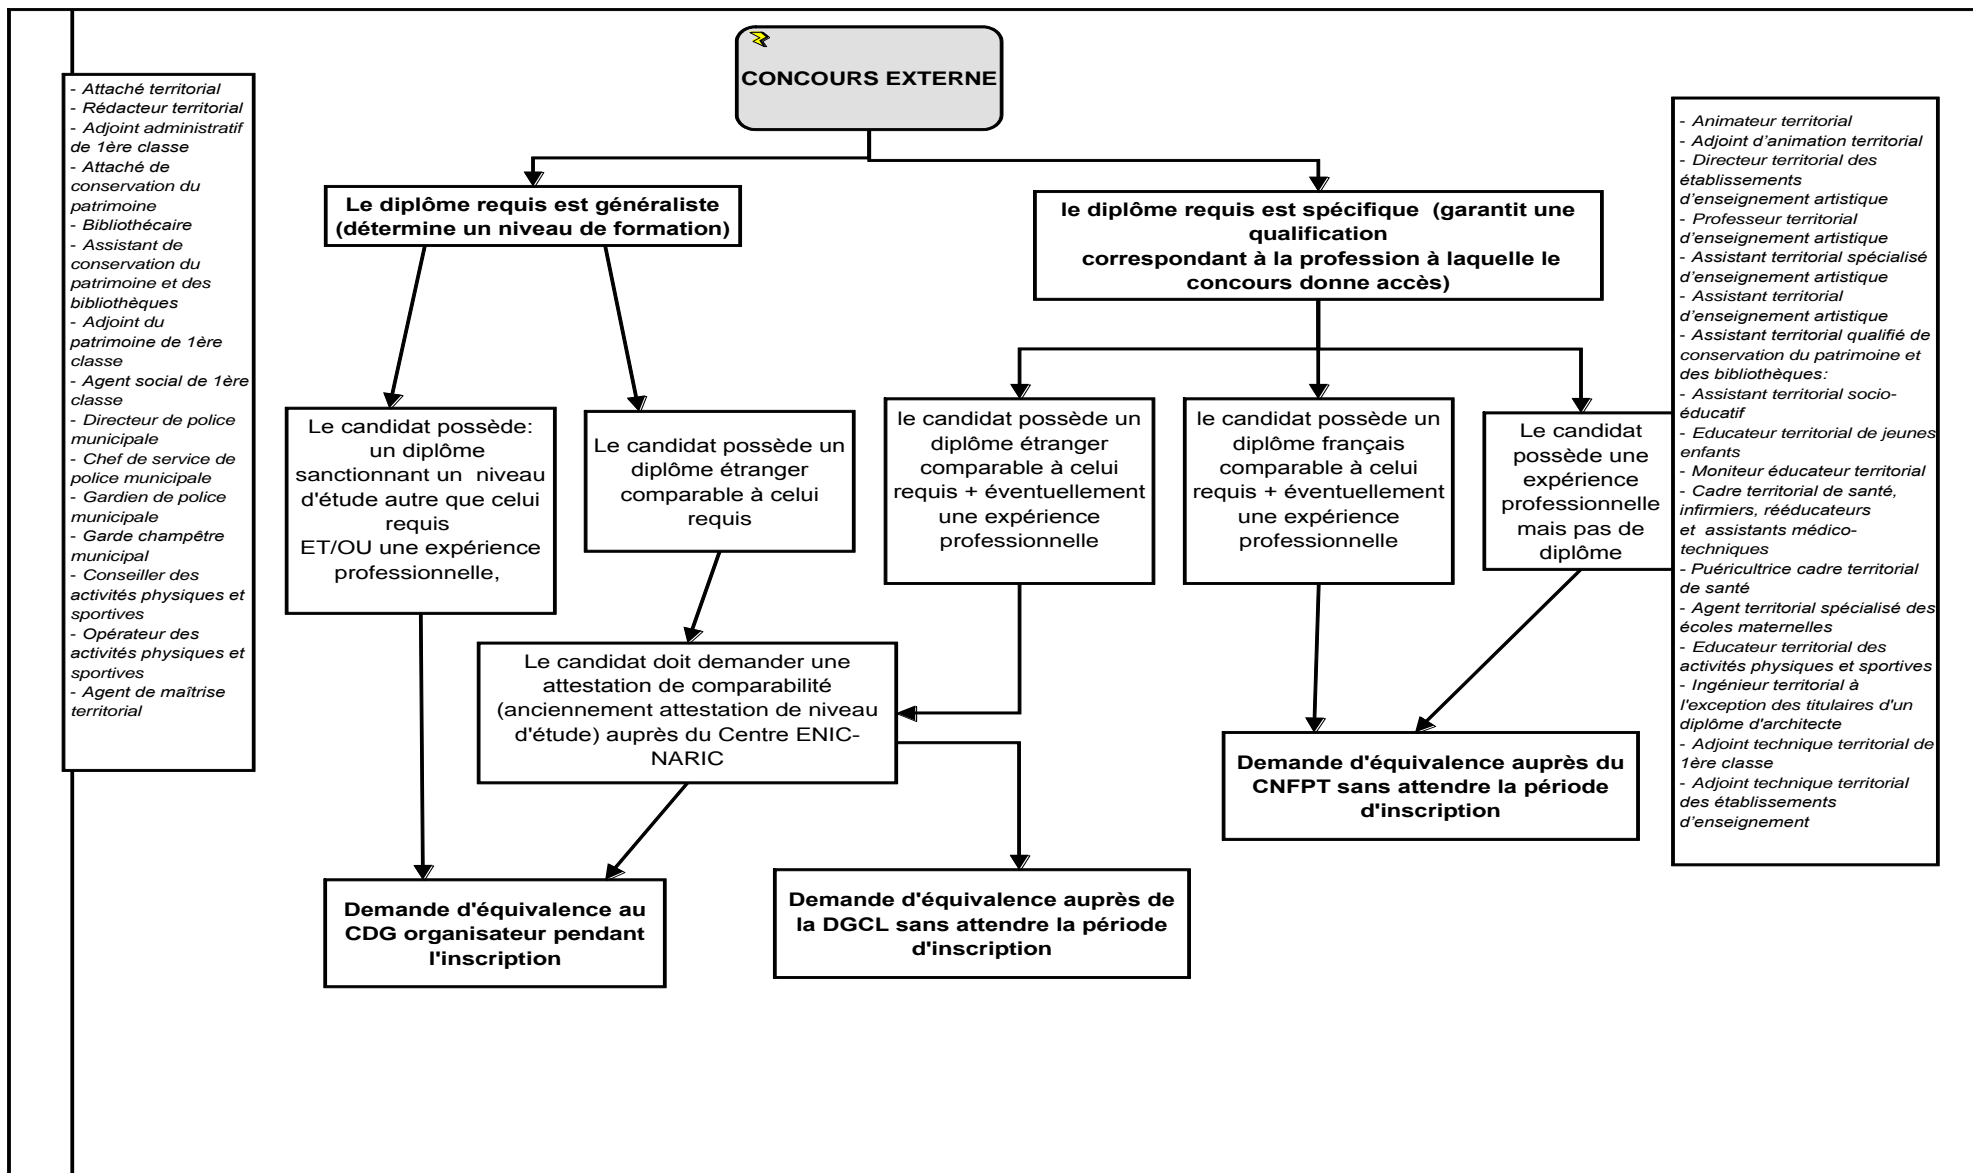 CONCOURS EXTERNE
- Attaché territorial
- Rédacteur territorial
- Adjoint administratif
de 1ère classe
- Attaché de
conservation du
patrimoine
- Bibliothécaire
- Assistant de
conservation du
patrimoine et des
bibliothèques
- Adjoint du
patrimoine de 1ère
classe
- Agent social de 1ère
classe
- Directeur de police
municipale
- Chef de service de
police municipale
- Gardien de police
municipale
- Garde champêtre
municipal
- Conseiller des
activités physiques et
sportives
- Opérateur des
activités physiques et
sportives
- Agent de maîtrise
territorial
Le diplôme requis est généraliste
(détermine un niveau de formation)
le diplôme requis est spécifique (garantit une
qualification
correspondant à la profession à laquelle le
concours donne accès)
Le candidat possède:
un diplôme
sanctionnant un niveau
d'étude autre que celui
requis
ET/OU une expérience
professionnelle,
Le candidat possède un
diplôme étranger
comparable à celui
requis
le candidat possède un
diplôme étranger
comparable à celui
requis + éventuellement
une expérience
professionnelle
le candidat possède un
diplôme français
comparable à celui
requis + éventuellement
une expérience
professionnelle
Le candidat
possède une
expérience
professionnelle
mais pas de
diplôme
Le candidat doit demander une
attestation de comparabilité
(anciennement attestation de niveau
d'étude) auprès du Centre ENIC-
NARIC
Demande d'équivalence au
CDG organisateur pendant
l'inscription
Demande d'équivalence auprès de
la DGCL sans attendre la période
d'inscription
Demande d'équivalence auprès du
CNFPT sans attendre la période
d'inscription
- Animateur territorial
- Adjoint d’animation territorial
- Directeur territorial des
établissements
d’enseignement artistique
- Professeur territorial
d’enseignement artistique
- Assistant territorial spécialisé
d’enseignement artistique
- Assistant territorial
d’enseignement artistique
- Assistant territorial qualifié de
conservation du patrimoine et
des bibliothèques:
- Assistant territorial socio-
éducatif
- Educateur territorial de jeunes
enfants
- Moniteur éducateur territorial
- Cadre territorial de santé,
infirmiers, rééducateurs
et assistants médico-
techniques
- Puéricultrice cadre territorial
de santé
- Agent territorial spécialisé des
écoles maternelles
- Educateur territorial des
activités physiques et sportives
- Ingénieur territorial à
l'exception des titulaires d'un
diplôme d'architecte
- Adjoint technique territorial de
1ère classe
- Adjoint technique territorial
des établissements
d’enseignement